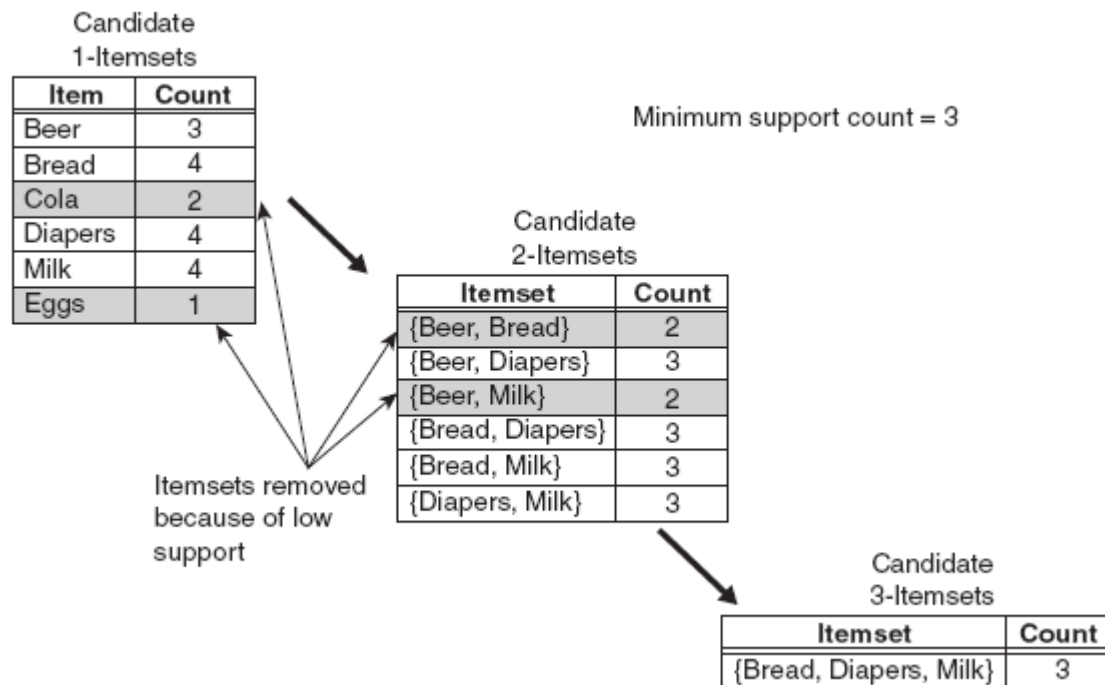 Candidate
1-Itemsets
Item Count
Beer 3
Bread 4
Cola 2
Diapers 4
Milk 4
Eggs 1
Minimum support count = 3
Candidate
2-Itemsets
Itemset Count
{Beer, Bread} 2
{Beer, Diapers} 3
{Beer, Milk} 2
{Bread, Diapers} 3
{Bread, Milk} 3
{Diapers, Milk} 3
Itemsets removed
because of low
support
Candidate
3-Itemsets
Itemset Count
{Bread, Diapers, Milk} 3